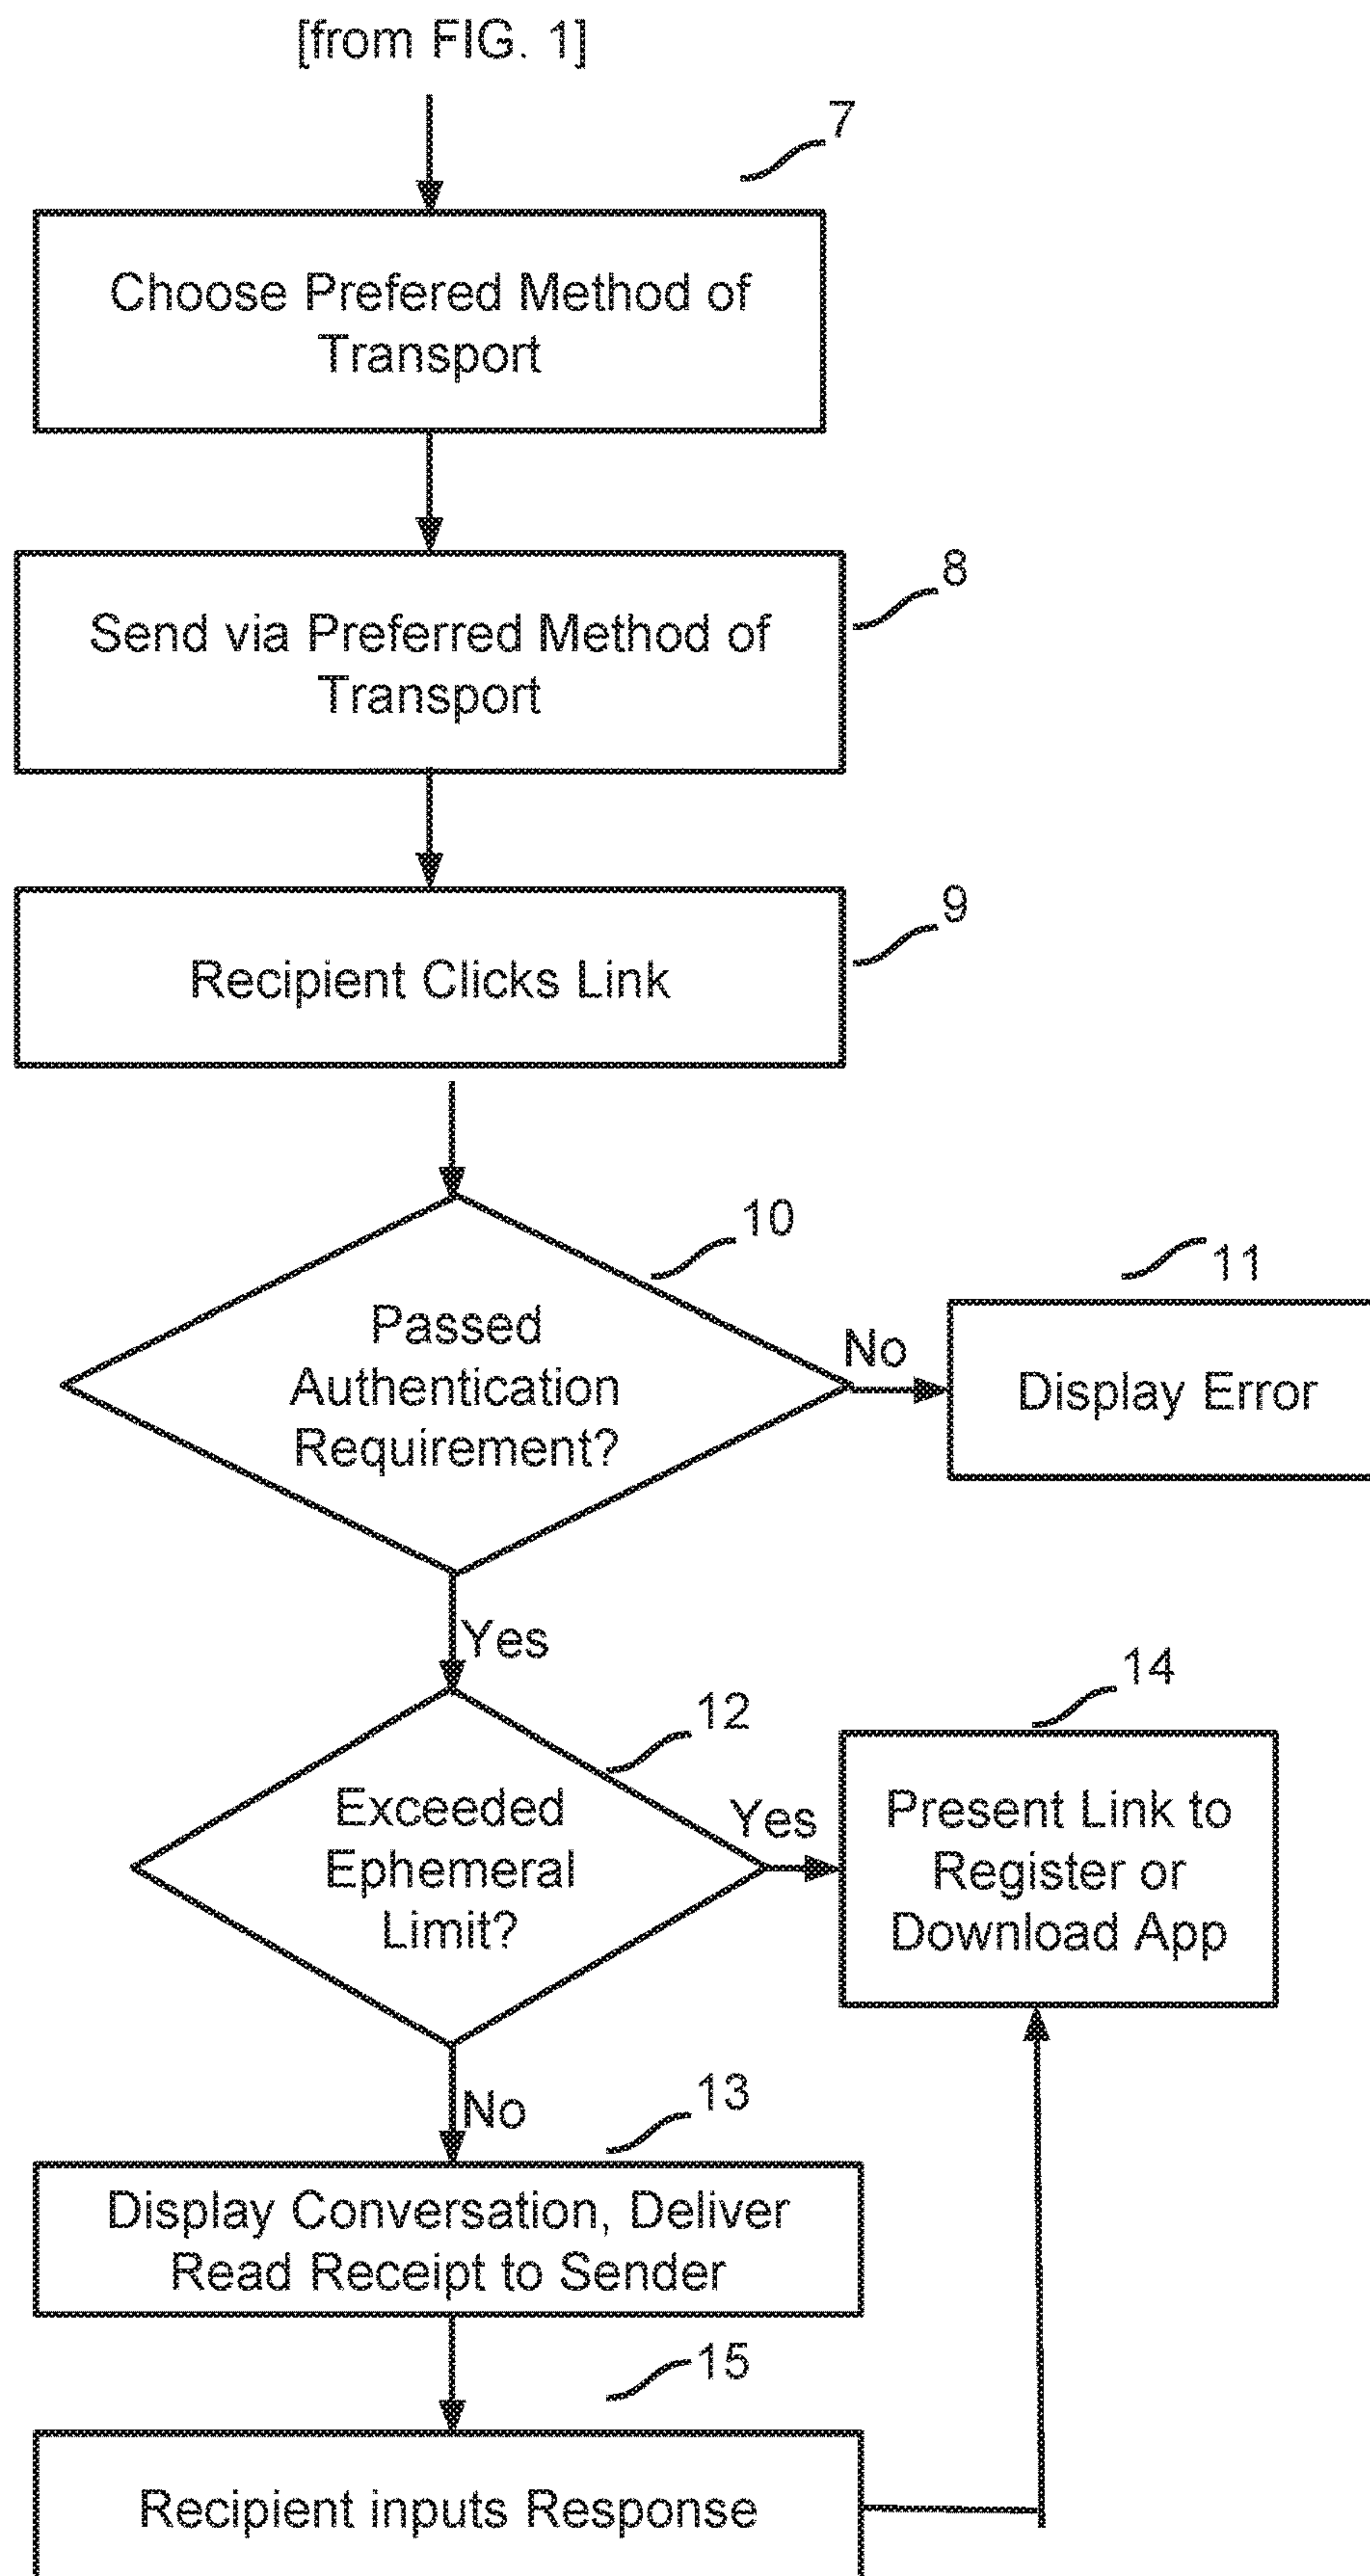 [from FIG. 1]
7
Choose Prefered Method of
Transport
8
Send via Preferred Method of
Transport
9
Recipient Clicks Link
10
Passed
Authentication
Requirement?
No
11
Display Error
Yes
12
Exceeded
Ephemeral
Limit?
Yes
14
Present Link to
Register or
Download App
No
13
Display Conversation, Deliver
Read Receipt to Sender
15
Recipient inputs Response